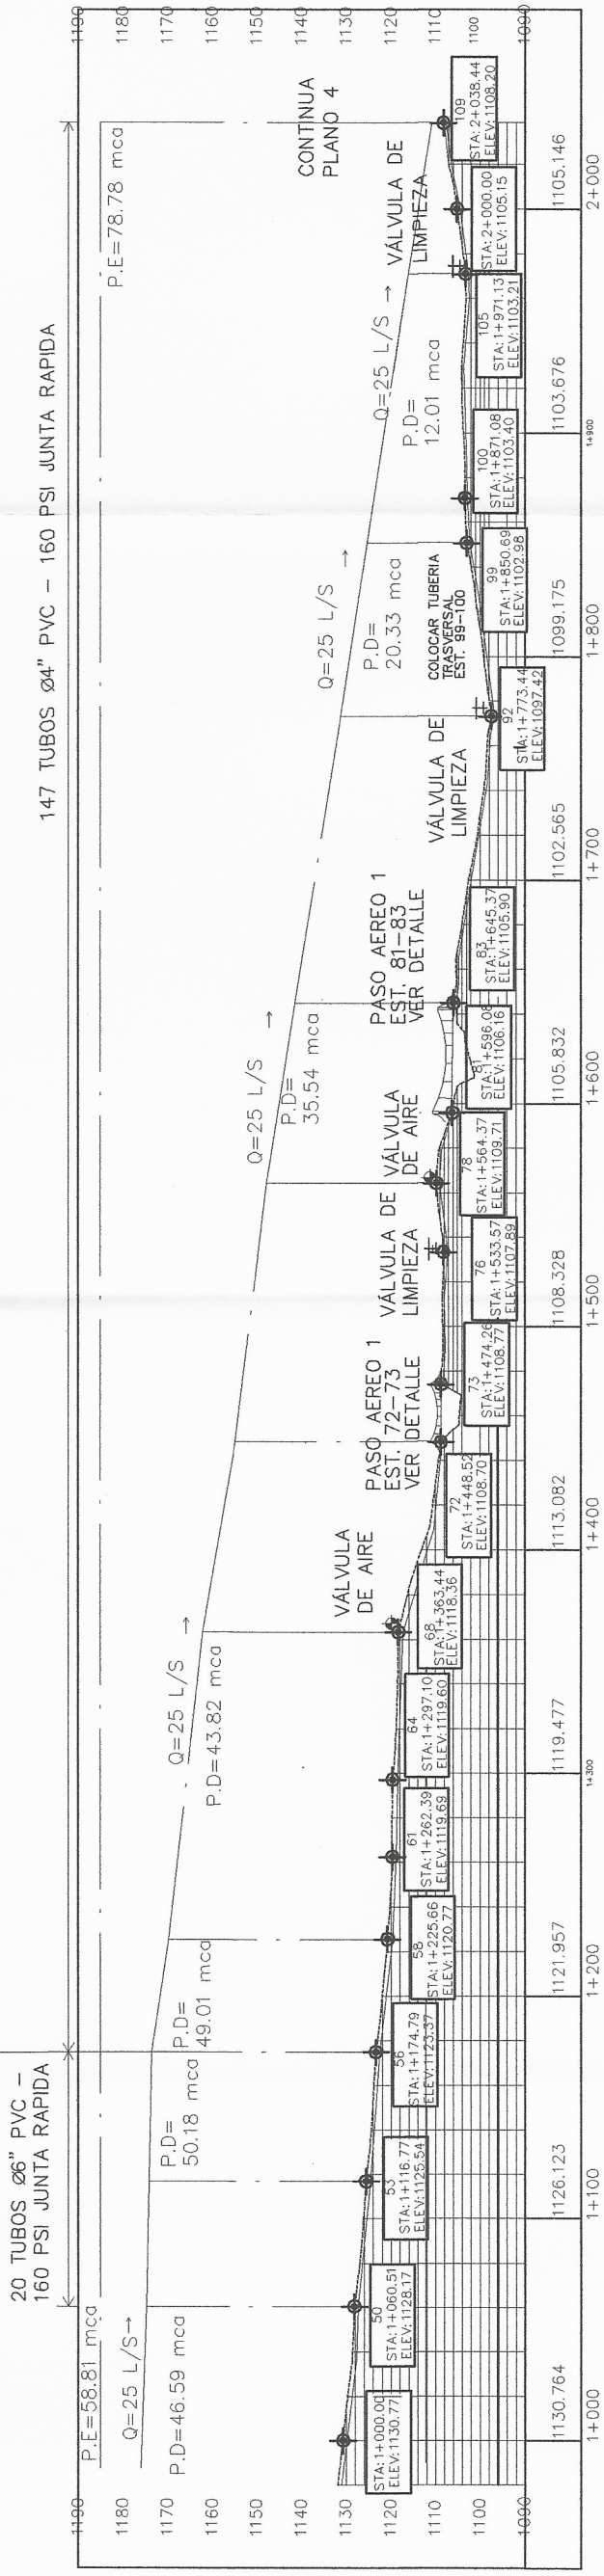 20 TUBOS Ø6" PVC –
160 PSI JUNTA RAPIDA
147 TUBOS Ø4" PVC – 160 PSI JUNTA RAPIDA
1190
1180
1170
1160
1150
1140
1130
1120
1110
1100
1090
P.E=58.81 mca
Q=25 L/S→
P.D=46.59 mca
P.D=
50.18 mca
P.D=
49.01 mca
Q=25 L/S →
P.D=43.82 mca
VÁLVULA
DE AIRE
PASO AEREO 1
EST. 72–73
VER DETALLE
VÁLVULA DE
LIMPIEZA
VÁLVULA
DE AIRE
Q=25 L/S →
P.D=
35.54 mca
PASO AEREO 1
EST. 81–83
VER DETALLE
VÁLVULA DE
LIMPIEZA
Q=25 L/S →
P.D=
20.33 mca
COLOCAR TUBERIA
TRASVERSAL
EST. 99-100
Q=25 L/S →
P.D=
12.01 mca
VÁLVULA DE
LIMPIEZA
CONTINUA
PLANO 4
P.E=78.78 mca
1190
1180
1170
1160
1150
1140
1130
1120
1110
1100
1090
STA:1+000.00
ELEV:1130.77
50
STA:1+060.51
ELEV:1128.17
53
STA:1+116.77
ELEV:1125.54
56
STA:1+174.79
ELEV:1123.37
58
STA:1+225.66
ELEV:1120.77
61
STA:1+262.39
ELEV:1119.69
64
STA:1+297.10
ELEV:1119.60
68
STA:1+363.44
ELEV:1118.36
72
STA:1+448.52
ELEV:1108.70
73
STA:1+474.26
ELEV:1108.77
76
STA:1+533.57
ELEV:1107.89
78
STA:1+564.37
ELEV:1109.71
81
STA:1+596.08
ELEV:1106.16
83
STA:1+645.37
ELEV:1105.90
92
STA:1+773.44
ELEV:1097.42
99
STA:1+850.69
ELEV:1102.98
100
STA:1+871.08
ELEV:1103.40
105
STA:1+971.13
ELEV:1103.21
STA:2+000.00
ELEV:1105.15
109
STA:2+038.44
ELEV:1108.20
1130.764
1126.123
1121.957
1119.477
1113.082
1108.328
1105.832
1102.565
1099.175
1103.676
1105.146
1+000
1+100
1+200
1+300
1+400
1+500
1+600
1+700
1+800
1+900
2+000